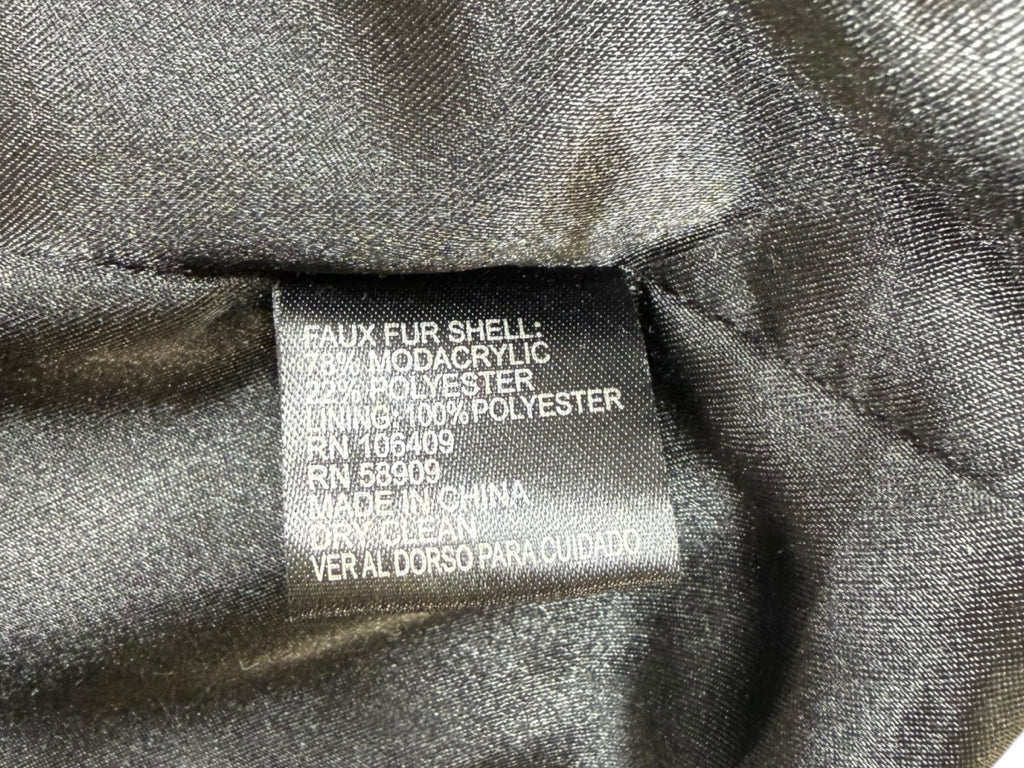 FAUX FUR SHELL:
78% MODACRYLIC
22% POLYESTER
LINING: 100% POLYESTER
RN 106409
RN 58909
MADE IN CHINA
DRY CLEAN
VER AL DORSO PARA CUIDADO